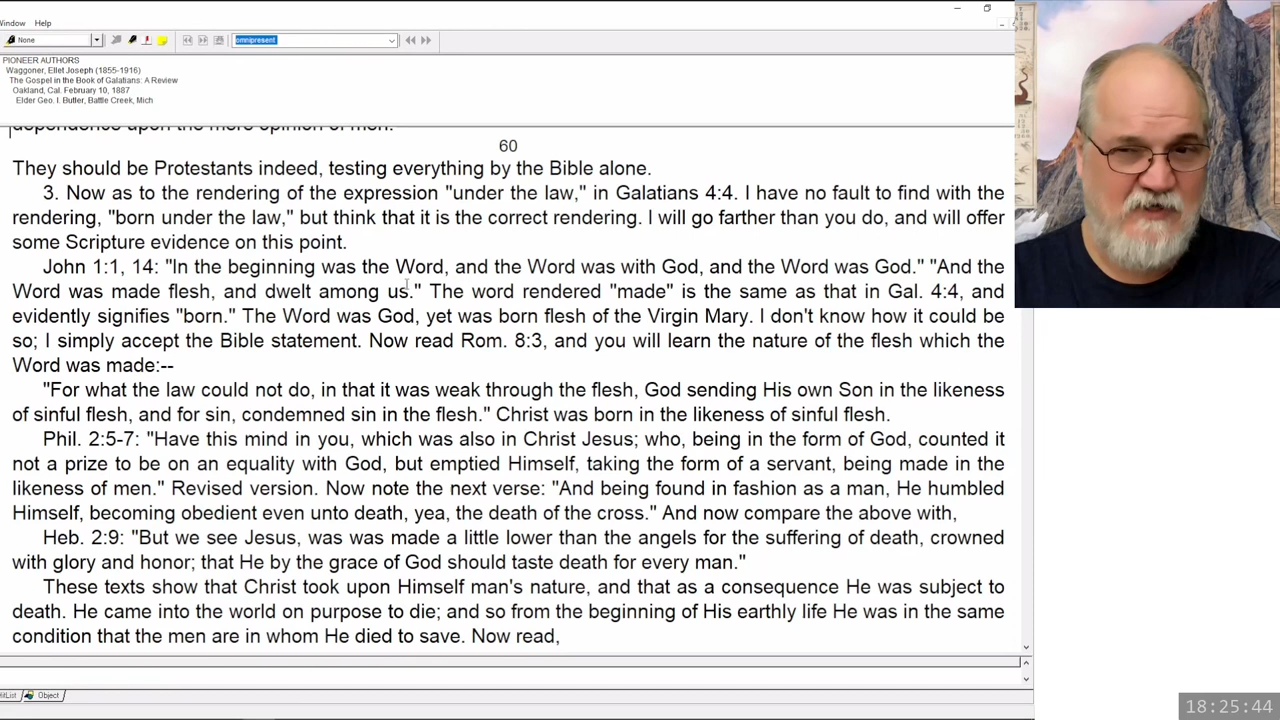 Window Help
None omnipresent
PIONEER AUTHORS
Waggoner, Ellet Joseph (1855-1916)
The Gospel in the Book of Galatians: A Review
Oakland, Cal. February 10, 1887
Elder Geo. I. Butler, Battle Creek, Mich
dependence upon the mere opinion of men.
60
They should be Protestants indeed, testing everything by the Bible alone.
3. Now as to the rendering of the expression "under the law," in Galatians 4:4. I have no fault to find with the
rendering, "born under the law," but think that it is the correct rendering. I will go farther than you do, and will offer
some Scripture evidence on this point.
John 1:1, 14: "In the beginning was the Word, and the Word was with God, and the Word was God." "And the
Word was made flesh, and dwelt among us." The word rendered "made" is the same as that in Gal. 4:4, and
evidently signifies "born." The Word was God, yet was born flesh of the Virgin Mary. I don't know how it could be
so; I simply accept the Bible statement. Now read Rom. 8:3, and you will learn the nature of the flesh which the
Word was made:--
"For what the law could not do, in that it was weak through the flesh, God sending His own Son in the likeness
of sinful flesh, and for sin, condemned sin in the flesh." Christ was born in the likeness of sinful flesh.
Phil. 2:5-7: "Have this mind in you, which was also in Christ Jesus; who, being in the form of God, counted it
not a prize to be on an equality with God, but emptied Himself, taking the form of a servant, being made in the
likeness of men." Revised version. Now note the next verse: "And being found in fashion as a man, He humbled
Himself, becoming obedient even unto death, yea, the death of the cross." And now compare the above with,
Heb. 2:9: "But we see Jesus, was was made a little lower than the angels for the suffering of death, crowned
with glory and honor; that He by the grace of God should taste death for every man."
These texts show that Christ took upon Himself man's nature, and that as a consequence He was subject to
death. He came into the world on purpose to die; and so from the beginning of His earthly life He was in the same
condition that the men are in whom He died to save. Now read,
HitList Object
18:25:44